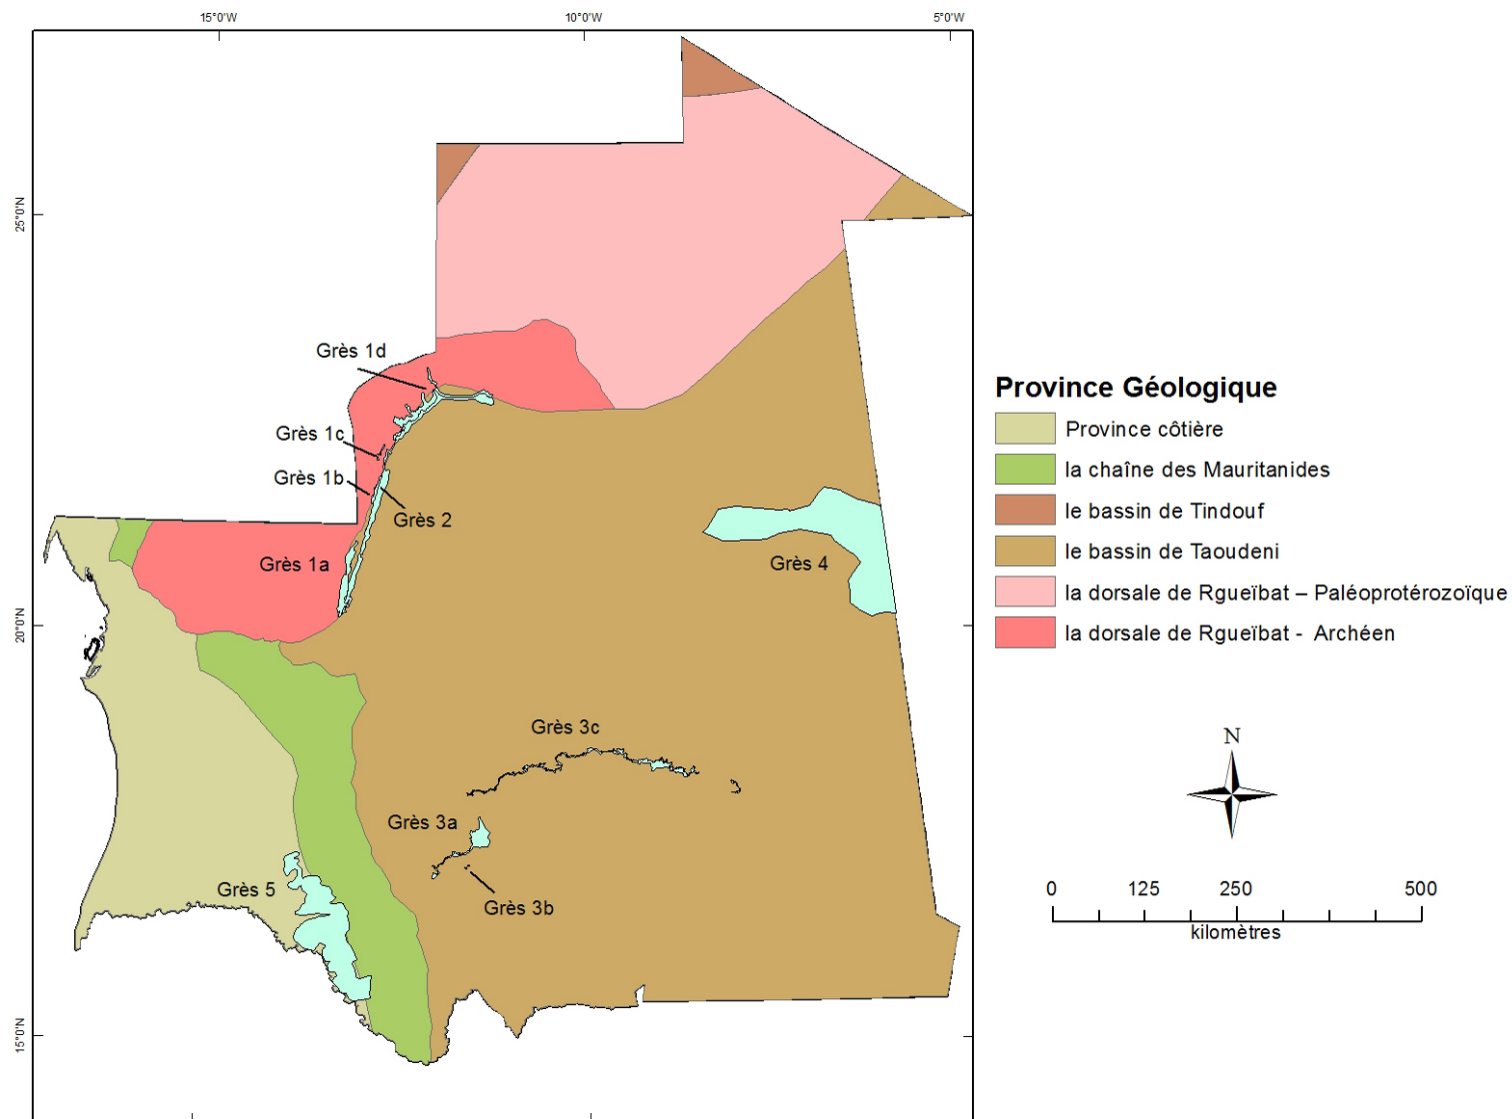 15°0'W
10°0'W
5°0'W
25°0'N
20°0'N
15°0'N
Grès 1d
Grès 1c
Grès 1b
Grès 2
Grès 1a
Grès 4
Grès 3c
Grès 3a
Grès 5
Grès 3b
Province Géologique
Province côtière
la chaîne des Mauritanides
le bassin de Tindouf
le bassin de Taoudeni
la dorsale de Rgueïbat – Paléoprotérozoïque
la dorsale de Rgueïbat - Archéen
N
0 125 250 500
kilomètres